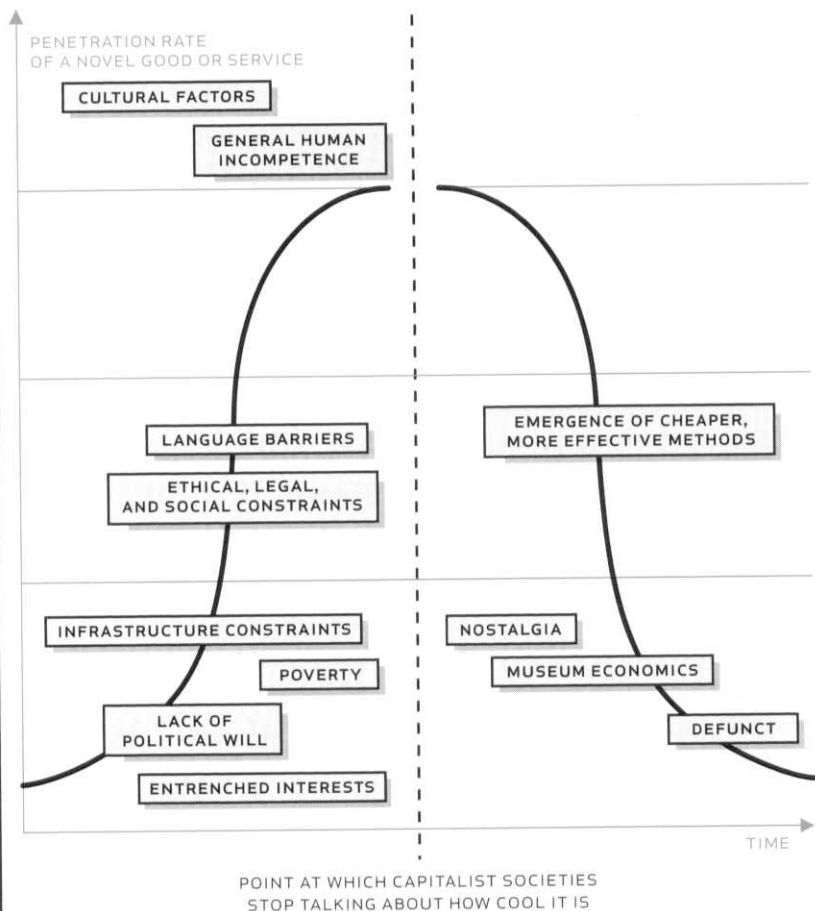 PENETRATION RATE
OF A NOVEL GOOD OR SERVICE
CULTURAL FACTORS
GENERAL HUMAN
INCOMPETENCE
LANGUAGE BARRIERS
ETHICAL, LEGAL,
AND SOCIAL CONSTRAINTS
INFRASTRUCTURE CONSTRAINTS
POVERTY
LACK OF
POLITICAL WILL
ENTRENCHED INTERESTS
EMERGENCE OF CHEAPER,
MORE EFFECTIVE METHODS
NOSTALGIA
MUSEUM ECONOMICS
DEFUNCT
TIME
POINT AT WHICH CAPITALIST SOCIETIES
STOP TALKING ABOUT HOW COOL IT IS